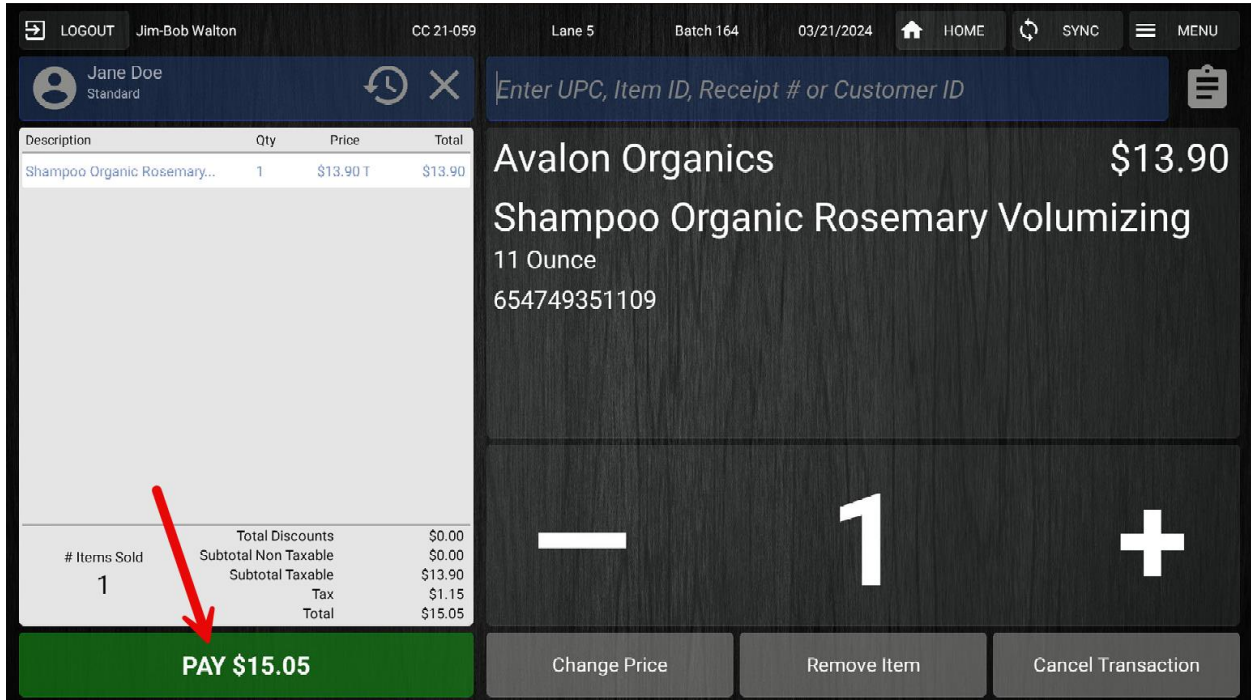 LOGOUT Jim-Bob Walton CC 21-059 Lane 5 Batch 164 03/21/2024 HOME SYNC MENU
Jane Doe
Standard
Enter UPC, Item ID, Receipt # or Customer ID
Description Qty Price Total
Shampoo Organic Rosemary... 1 $13.90 T $13.90
Avalon Organics $13.90
Shampoo Organic Rosemary Volumizing
11 Ounce
654749351109
# Items Sold
1
Total Discounts $0.00
Subtotal Non Taxable $0.00
Subtotal Taxable $13.90
Tax $1.15
Total $15.05
1
PAY $15.05
Change Price Remove Item Cancel Transaction